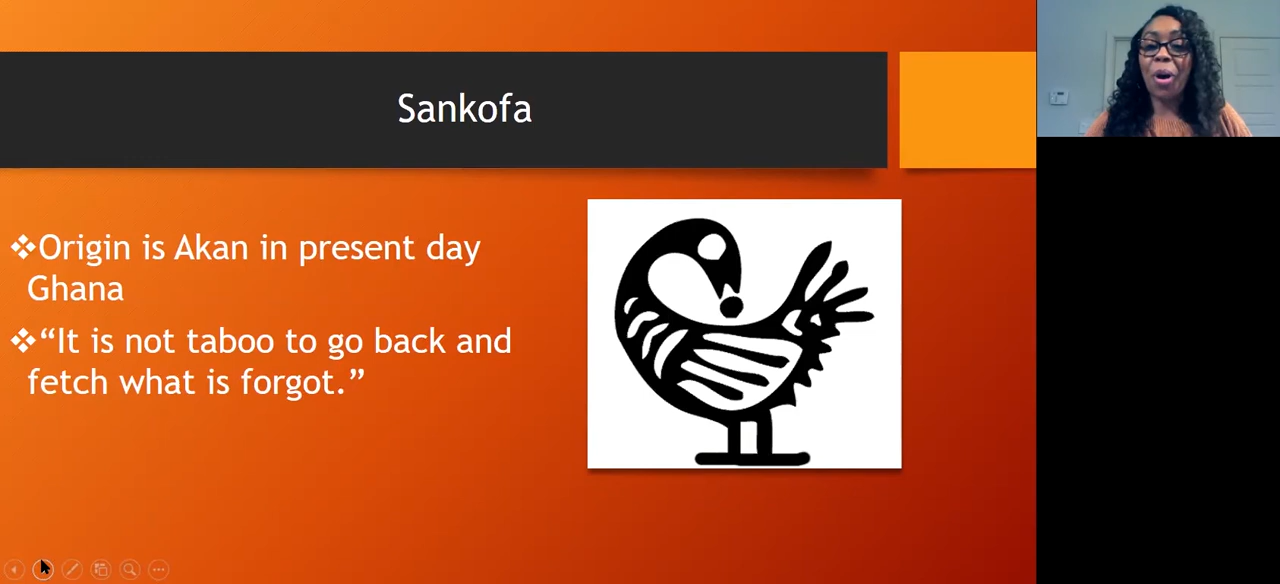 Sankofa
❖Origin is Akan in present day
Ghana
❖“It is not taboo to go back and
fetch what is forgot.”